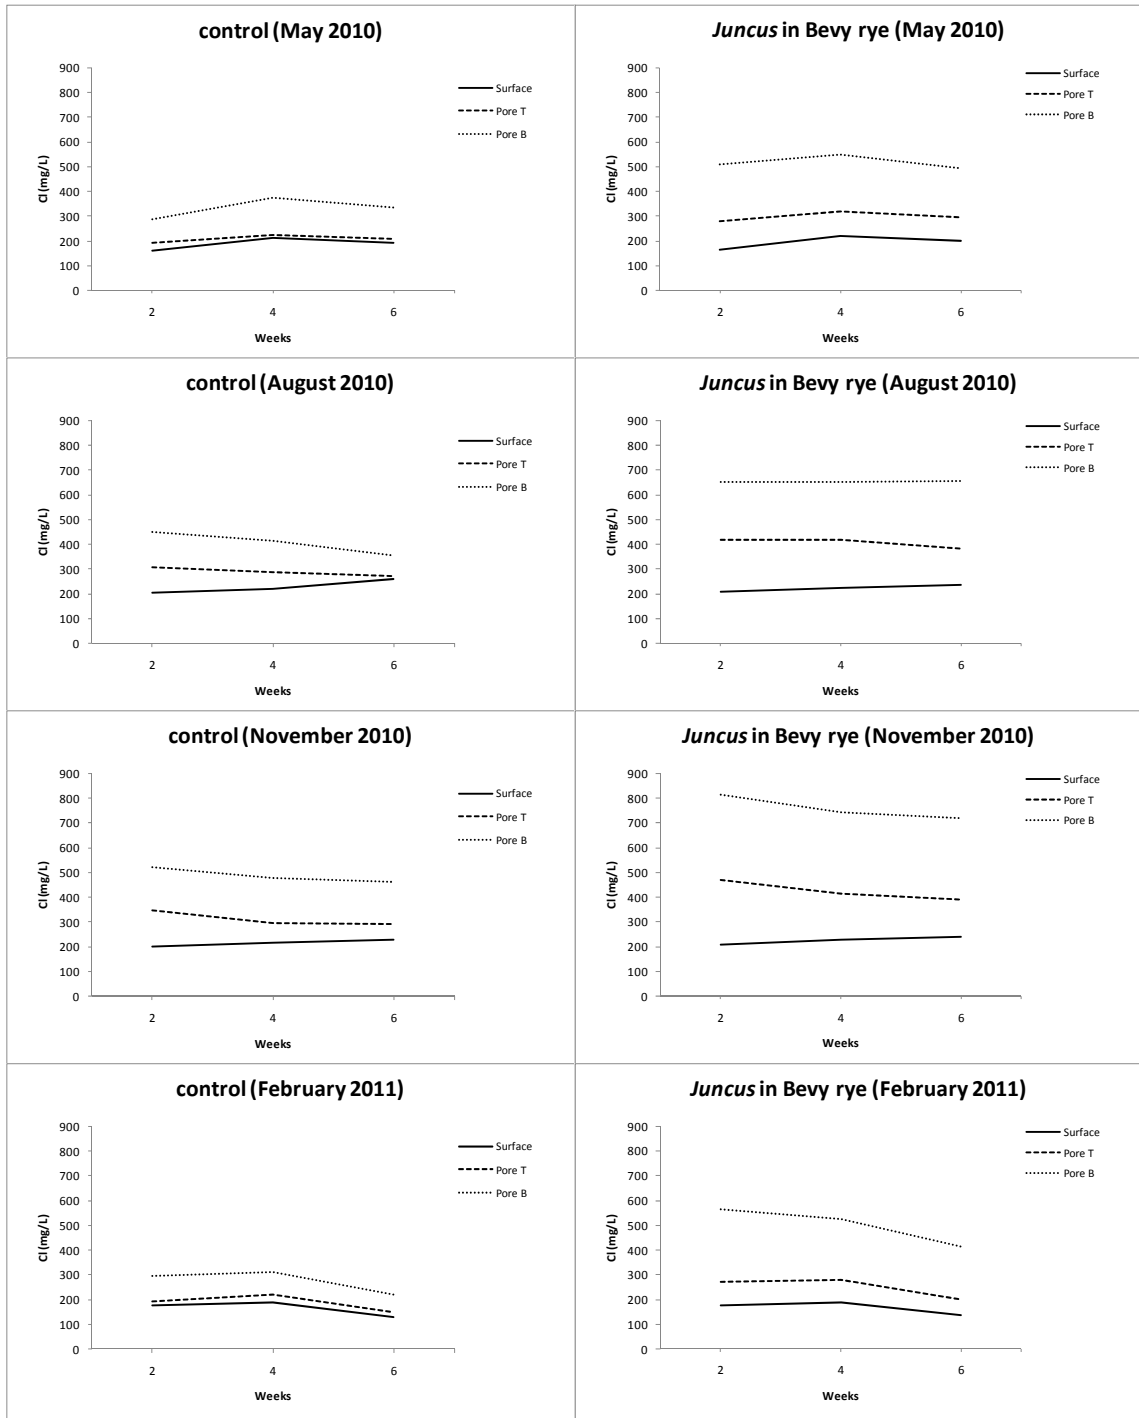 control (May 2010)
Cl (mg/L)
900
800
700
600
500
400
300
200
100
0
2 4 6
Weeks
Surface
Pore T
Pore B
Juncus in Bevy rye (May 2010)
Cl (mg/L)
900
800
700
600
500
400
300
200
100
0
2 4 6
Weeks
Surface
Pore T
Pore B
control (August 2010)
Cl (mg/L)
900
800
700
600
500
400
300
200
100
0
2 4 6
Weeks
Surface
Pore T
Pore B
Juncus in Bevy rye (August 2010)
Cl (mg/L)
900
800
700
600
500
400
300
200
100
0
2 4 6
Weeks
Surface
Pore T
Pore B
control (November 2010)
Cl (mg/L)
900
800
700
600
500
400
300
200
100
0
2 4 6
Weeks
Surface
Pore T
Pore B
Juncus in Bevy rye (November 2010)
Cl (mg/L)
900
800
700
600
500
400
300
200
100
0
2 4 6
Weeks
Surface
Pore T
Pore B
control (February 2011)
Cl (mg/L)
900
800
700
600
500
400
300
200
100
0
2 4 6
Weeks
Surface
Pore T
Pore B
Juncus in Bevy rye (February 2011)
Cl (mg/L)
900
800
700
600
500
400
300
200
100
0
2 4 6
Weeks
Surface
Pore T
Pore B